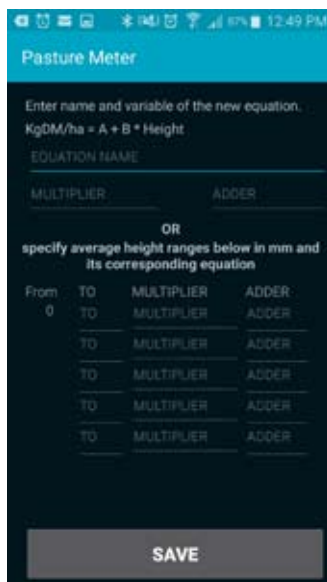 87% 12:49 PM
Pasture Meter
Enter name and variable of the new equation.
KgDM/ha = A + B * Height
EQUATION NAME
MULTIPLIER ADDER
OR
specify average height ranges below in mm and
its corresponding equation
From TO MULTIPLIER ADDER
0 TO MULTIPLIER ADDER
TO MULTIPLIER ADDER
TO MULTIPLIER ADDER
TO MULTIPLIER ADDER
TO MULTIPLIER ADDER
SAVE